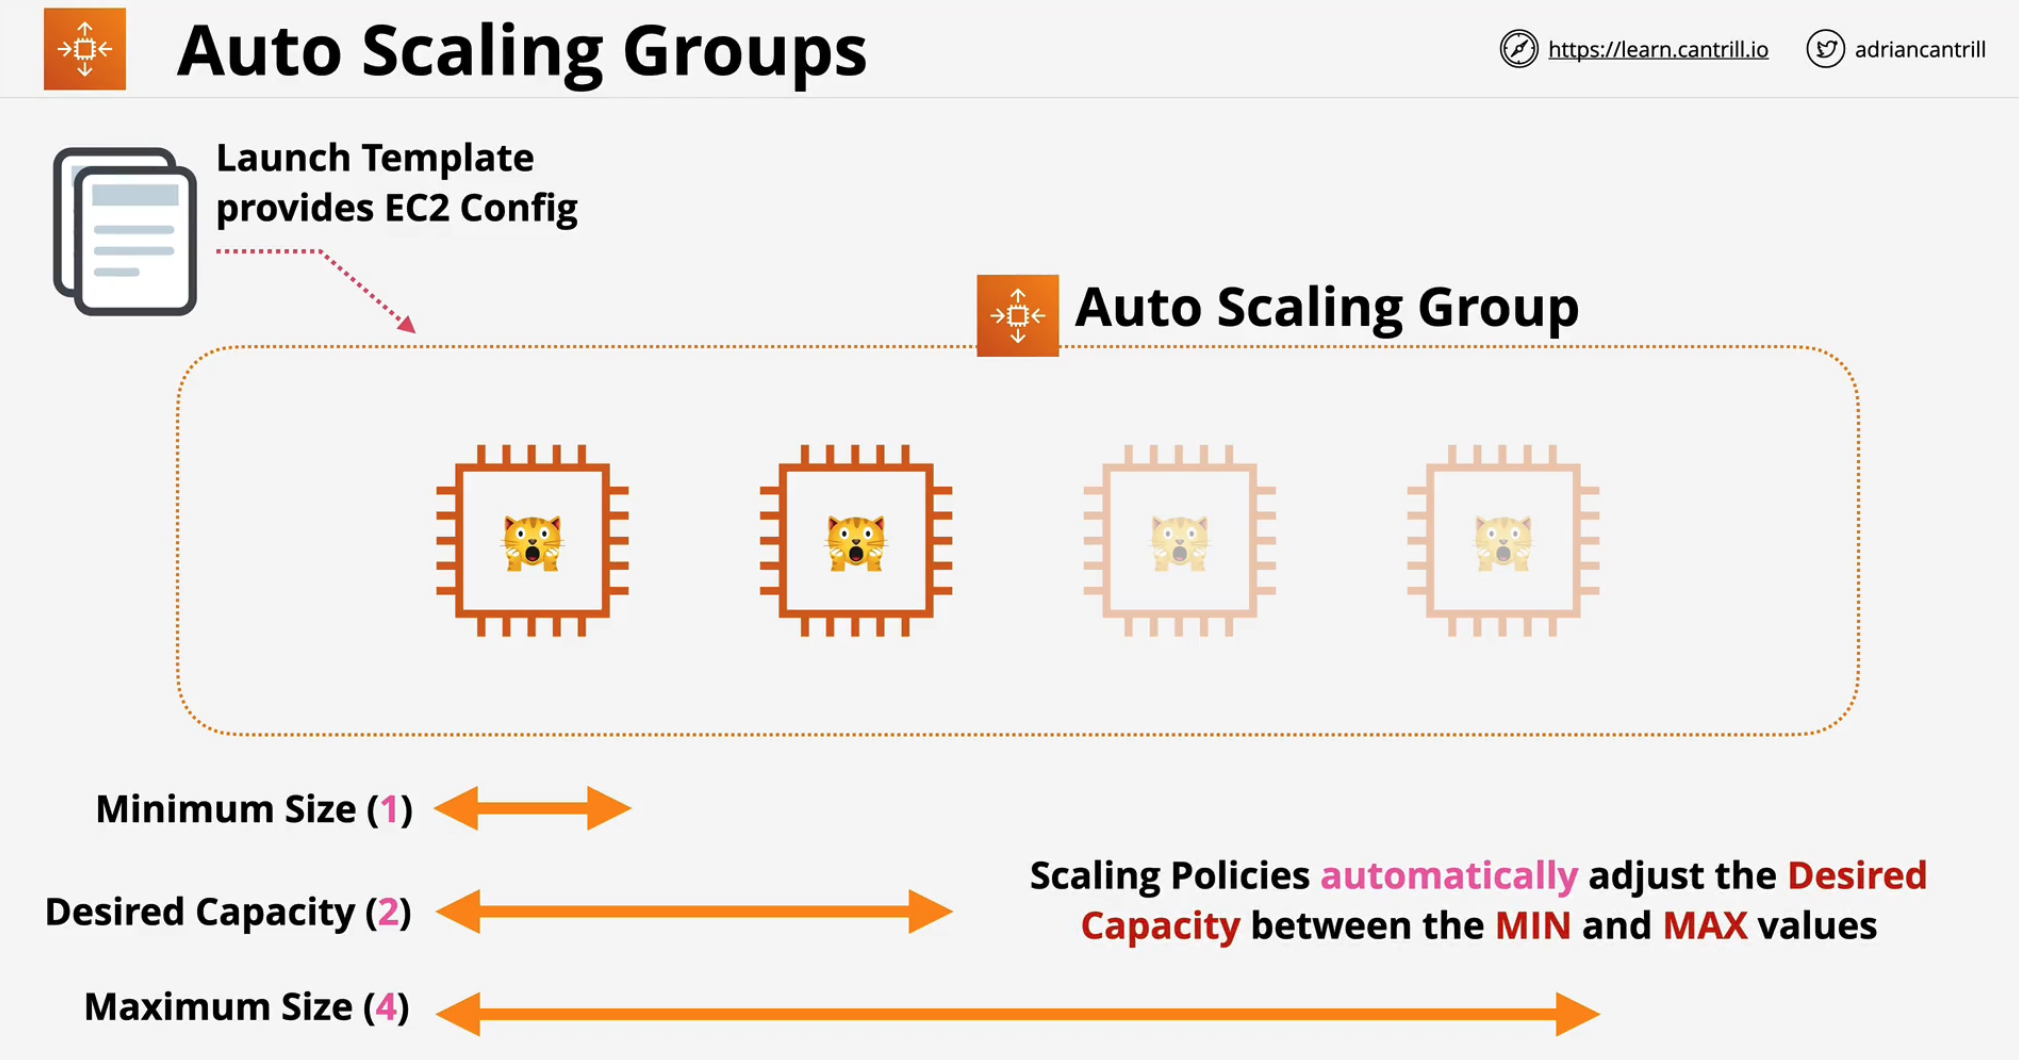 Auto Scaling Groups
https://learn.cantrill.io
adriancantrill
Launch Template
provides EC2 Config
Auto Scaling Group
Minimum Size (1)
Desired Capacity (2)
Maximum Size (4)
Scaling Policies automatically adjust the Desired
Capacity between the MIN and MAX values